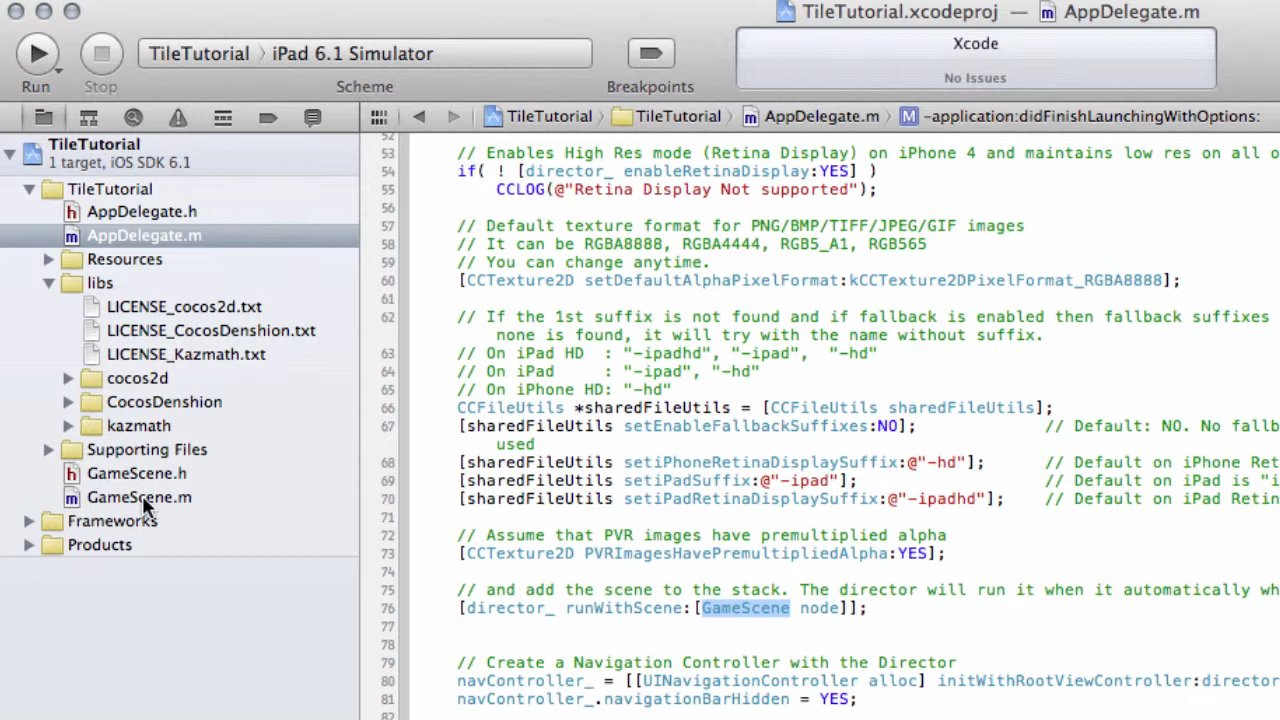 TileTutorial.xcodeproj — AppDelegate.m
TileTutorial 〉 iPad 6.1 Simulator
Xcode
No Issues
Run
Stop
Scheme
Breakpoints
TileTutorial 〉 TileTutorial 〉 AppDelegate.m 〉 M -application:didFinishLaunchingWithOptions:
TileTutorial
1 target, iOS SDK 6.1
TileTutorial
h AppDelegate.h
m AppDelegate.m
Resources
libs
LICENSE_cocos2d.txt
LICENSE_CocosDenshion.txt
LICENSE_Kazmath.txt
cocos2d
CocosDenshion
kazmath
Supporting Files
h GameScene.h
m GameScene.m
Frameworks
Products
52
53 // Enables High Res mode (Retina Display) on iPhone 4 and maintains low res on all o
54 if( ! [director_ enableRetinaDisplay:YES] )
55 CCLOG(@"Retina Display Not supported");
56
57 // Default texture format for PNG/BMP/TIFF/JPEG/GIF images
58 // It can be RGBA8888, RGBA4444, RGB5_A1, RGB565
59 // You can change anytime.
60 [CCTexture2D setDefaultAlphaPixelFormat:kCCTexture2DPixelFormat_RGBA8888];
61
62 // If the 1st suffix is not found and if fallback is enabled then fallback suffixes
none is found, it will try with the name without suffix.
63 // On iPad HD : "-ipadhd", "-ipad", "-hd"
64 // On iPad : "-ipad", "-hd"
65 // On iPhone HD: "-hd"
66 CCFileUtils *sharedFileUtils = [CCFileUtils sharedFileUtils];
67 [sharedFileUtils setEnableFallbackSuffixes:NO]; // Default: NO. No fallb
used
68 [sharedFileUtils setiPhoneRetinaDisplaySuffix:@"-hd"]; // Default on iPhone Ret
69 [sharedFileUtils setiPadSuffix:@"-ipad"]; // Default on iPad is "i
70 [sharedFileUtils setiPadRetinaDisplaySuffix:@"-ipadhd"]; // Default on iPad Retin
71
72 // Assume that PVR images have premultiplied alpha
73 [CCTexture2D PVRImagesHavePremultipliedAlpha:YES];
74
75 // and add the scene to the stack. The director will run it when it automatically wh
76 [director_ runWithScene:[GameScene node]];
77
78
79 // Create a Navigation Controller with the Director
80 navController_ = [[UINavigationController alloc] initWithRootViewController:director
81 navController_.navigationBarHidden = YES;
82